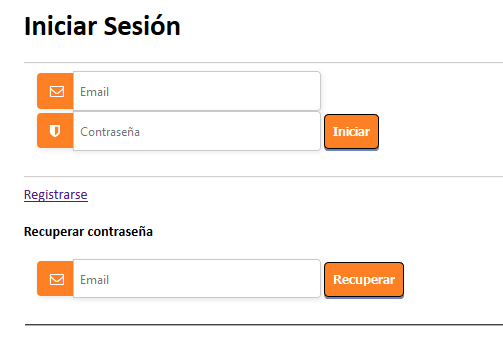 Iniciar Sesión
Email
Contraseña Iniciar
Registrarse
Recuperar contraseña
Email Recuperar